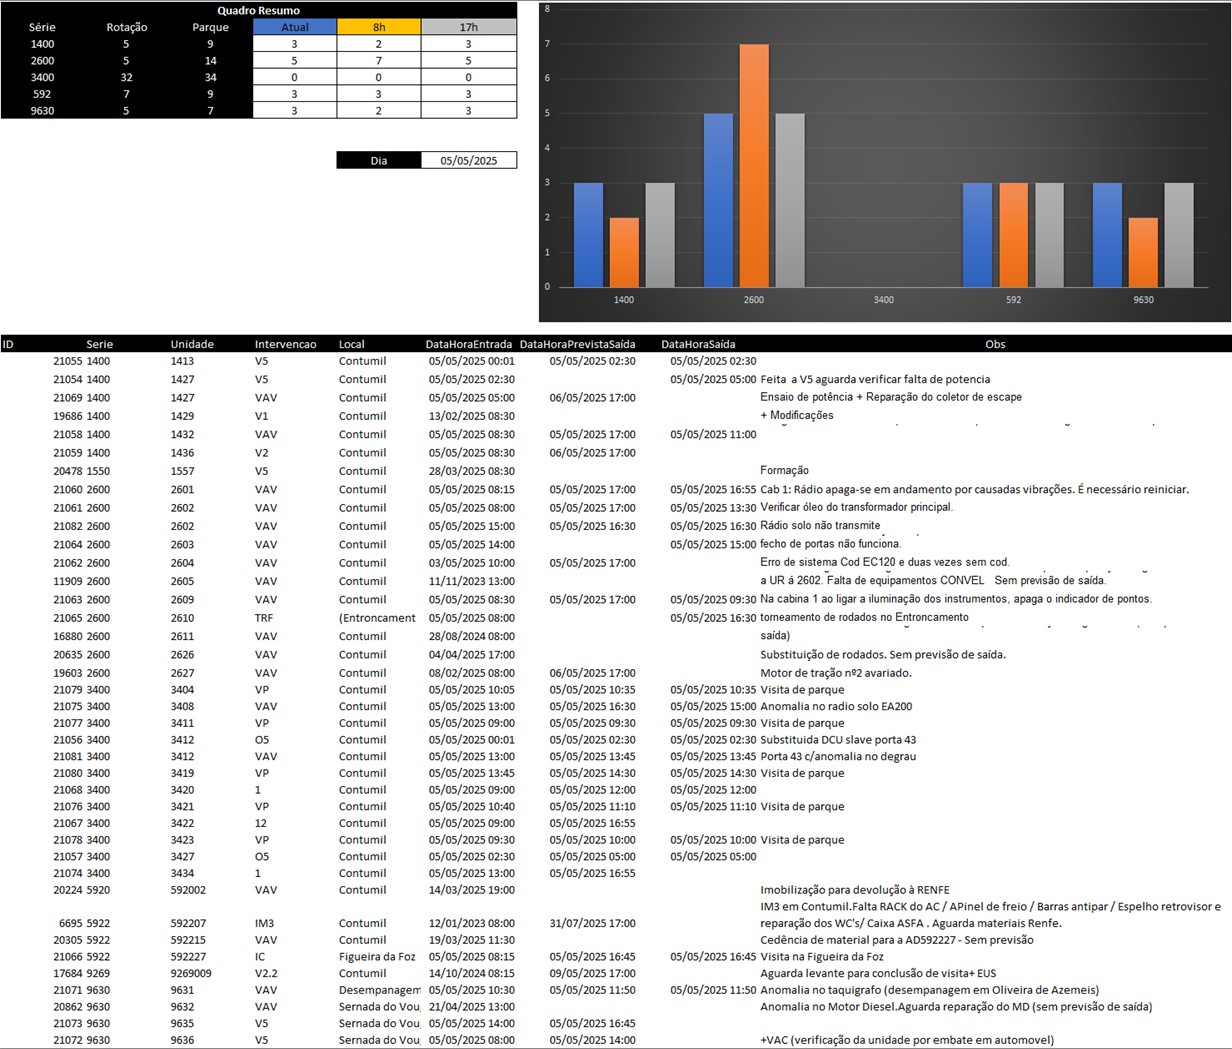 Quadro Resumo
Série Rotação Parque Atual 8h 17h
1400 5 9 3 2 3
2600 5 14 5 7 5
3400 32 34 0 0 0
592 7 9 3 3 3
9630 5 7 3 2 3
Dia 05/05/2025
8
7
6
5
4
3
2
1
0
1400 2600 3400 592 9630
ID Serie Unidade Intervencao Local DataHoraEntrada DataHoraPrevistaSaída DataHoraSaída Obs
21055 1400 1413 V5 Contumil 05/05/2025 00:01 05/05/2025 02:30 05/05/2025 02:30
21054 1400 1427 V5 Contumil 05/05/2025 02:30 05/05/2025 05:00 Feita a V5 aguarda verificar falta de potencia
21069 1400 1427 VAV Contumil 05/05/2025 05:00 06/05/2025 17:00 Ensaio de potência + Reparação do coletor de escape
19686 1400 1429 V1 Contumil 13/02/2025 08:30 + Modificações
21058 1400 1432 VAV Contumil 05/05/2025 08:30 05/05/2025 17:00 05/05/2025 11:00
21059 1400 1436 V2 Contumil 05/05/2025 08:30 06/05/2025 17:00
20478 1550 1557 V5 Contumil 28/03/2025 08:30 Formação
21060 2600 2601 VAV Contumil 05/05/2025 08:15 05/05/2025 17:00 05/05/2025 16:55 Cab 1: Rádio apaga-se em andamento por causadas vibrações. É necessário reiniciar.
21061 2600 2602 VAV Contumil 05/05/2025 08:00 05/05/2025 17:00 05/05/2025 13:30 Verificar óleo do transformador principal.
21082 2600 2602 VAV Contumil 05/05/2025 15:00 05/05/2025 16:30 05/05/2025 16:30 Rádio solo não transmite
21064 2600 2603 VAV Contumil 05/05/2025 14:00 05/05/2025 15:00 fecho de portas não funciona.
21062 2600 2604 VAV Contumil 03/05/2025 10:00 05/05/2025 17:00 Erro de sistema Cod EC120 e duas vezes sem cod.
11909 2600 2605 VAV Contumil 11/11/2023 13:00 a UR á 2602. Falta de equipamentos CONVEL Sem previsão de saída.
21063 2600 2609 VAV Contumil 05/05/2025 08:30 05/05/2025 17:00 05/05/2025 09:30 Na cabina 1 ao ligar a iluminação dos instrumentos, apaga o indicador de pontos.
21065 2600 2610 TRF (Entroncament 05/05/2025 08:00 05/05/2025 16:30 torneamento de rodados no Entroncamento
16880 2600 2611 VAV Contumil 28/08/2024 08:00 saída)
20635 2600 2626 VAV Contumil 04/04/2025 17:00 Substituição de rodados. Sem previsão de saída.
19603 2600 2627 VAV Contumil 08/02/2025 08:00 06/05/2025 17:00 Motor de tração nº2 avariado.
21079 3400 3404 VP Contumil 05/05/2025 10:05 05/05/2025 10:35 05/05/2025 10:35 Visita de parque
21075 3400 3408 VAV Contumil 05/05/2025 13:00 05/05/2025 16:30 05/05/2025 15:00 Anomalia no radio solo EA200
21077 3400 3411 VP Contumil 05/05/2025 09:00 05/05/2025 09:30 05/05/2025 09:30 Visita de parque
21056 3400 3412 O5 Contumil 05/05/2025 00:01 05/05/2025 02:30 05/05/2025 02:30 Substituida DCU slave porta 43
21081 3400 3412 VAV Contumil 05/05/2025 13:00 05/05/2025 13:45 05/05/2025 13:45 Porta 43 c/anomalia no degrau
21080 3400 3419 VP Contumil 05/05/2025 13:45 05/05/2025 14:30 05/05/2025 14:30 Visita de parque
21068 3400 3420 1 Contumil 05/05/2025 09:00 05/05/2025 12:00 05/05/2025 12:00
21076 3400 3421 VP Contumil 05/05/2025 10:40 05/05/2025 11:10 05/05/2025 11:10 Visita de parque
21067 3400 3422 12 Contumil 05/05/2025 09:00 05/05/2025 16:55
21078 3400 3423 VP Contumil 05/05/2025 09:30 05/05/2025 10:00 05/05/2025 10:00 Visita de parque
21057 3400 3427 O5 Contumil 05/05/2025 02:30 05/05/2025 05:00 05/05/2025 05:00
21074 3400 3434 1 Contumil 05/05/2025 13:00 05/05/2025 16:55
20224 5920 592002 VAV Contumil 14/03/2025 19:00 Imobilização para devolução à RENFE
IM3 em Contumil.Falta RACK do AC / APinel de freio / Barras antipar / Espelho retrovisor e
6695 5922 592207 IM3 Contumil 12/01/2023 08:00 31/07/2025 17:00 reparação dos WC's/ Caixa ASFA . Aguarda materiais Renfe.
20305 5922 592215 VAV Contumil 19/03/2025 11:30 Cedência de material para a AD592227 - Sem previsão
21066 5922 592227 IC Figueira da Foz 05/05/2025 08:15 05/05/2025 16:45 05/05/2025 16:45 Visita na Figueira da Foz
17684 9269 9269009 V2.2 Contumil 14/10/2024 08:15 09/05/2025 17:00 Aguarda levante para conclusão de visita+ EUS
21071 9630 9631 VAV Desempanagem 05/05/2025 10:30 05/05/2025 11:50 05/05/2025 11:50 Anomalia no taquigrafo (desempanagem em Oliveira de Azemeis)
20862 9630 9632 VAV Sernada do Vou 21/04/2025 13:00 Anomalia no Motor Diesel.Aguarda reparação do MD (sem previsão de saída)
21073 9630 9635 V5 Sernada do Vou 05/05/2025 14:00 05/05/2025 16:45
21072 9630 9636 V5 Sernada do Vou 05/05/2025 08:00 05/05/2025 14:00 +VAC (verificação da unidade por embate em automovel)